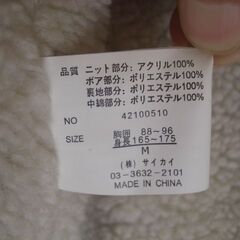 品質 ニット部分:アクリル100%
ボア部分:ポリエステル100%
裏地部分:ポリエステル100%
中綿部分:ポリエステル100%
NO 42100510
SIZE 胸囲 88~96
身長165~175
M
(株)サイカイ
03-3632-2101
MADE IN CHINA